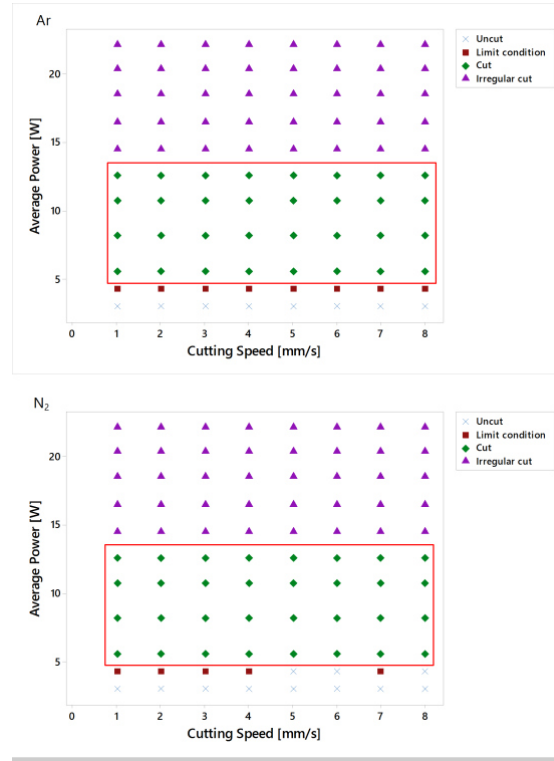 Ar
Uncut
Limit condition
Cut
Irregular cut
Average Power [W]
20
15
10
5
0 1 2 3 4 5 6 7 8
Cutting Speed [mm/s]
N₂
Uncut
Limit condition
Cut
Irregular cut
Average Power [W]
20
15
10
5
0 1 2 3 4 5 6 7 8
Cutting Speed [mm/s]